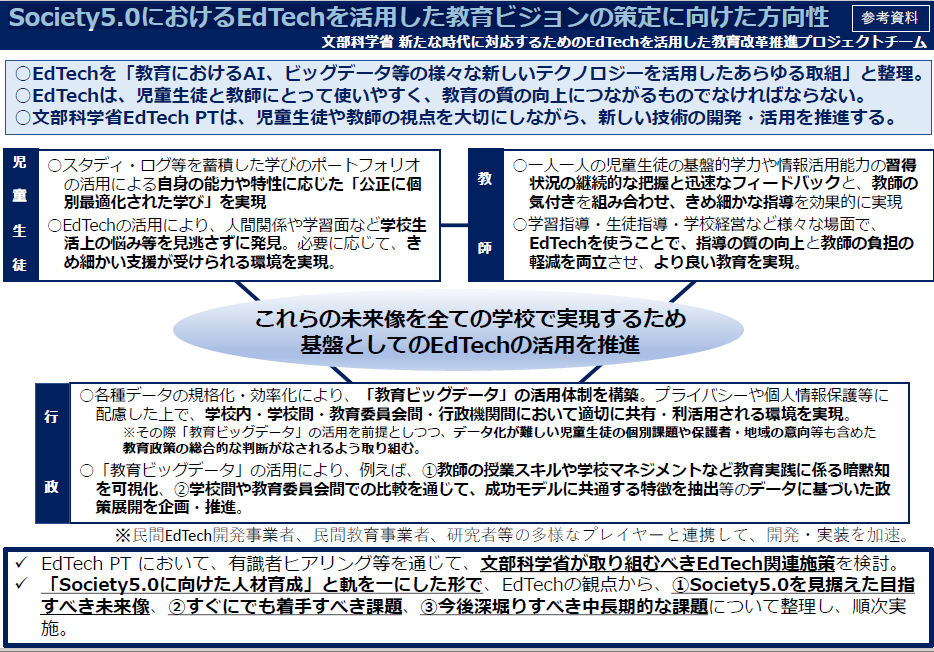 Society5.0におけるEdTechを活用した教育ビジョンの策定に向けた方向性
参考資料
文部科学省 新たな時代に対応するためのEdTechを活用した教育改革推進プロジェクトチーム
○EdTechを「教育におけるAI、ビッグデータ等の様々な新しいテクノロジーを活用したあらゆる取組」と整理。
○EdTechは、児童生徒と教師にとって使いやすく、教育の質の向上につながるものでなければならない。
○文部科学省EdTech PTは、児童生徒や教師の視点を大切にしながら、新しい技術の開発・活用を推進する。
児童生徒
○スタディ・ログ等を蓄積した学びのポートフォリオ
の活用による自身の能力や特性に応じた「公正に個
別最適化された学び」を実現
○EdTechの活用により、人間関係や学習面など学校生
活上の悩み等を見逃さずに発見。必要に応じて、き
め細かい支援が受けられる環境を実現。
教師
○一人一人の児童生徒の基盤的学力や情報活用能力の習得
状況の継続的な把握と迅速なフィードバックと、教師の
気付きを組み合わせ、きめ細かな指導を効果的に実現
○学習指導・生徒指導・学校経営など様々な場面で、
EdTechを使うことで、指導の質の向上と教師の負担の
軽減を両立させ、より良い教育を実現。
これらの未来像を全ての学校で実現するため
基盤としてのEdTechの活用を推進
行政
○各種データの規格化・効率化により、「教育ビッグデータ」の活用体制を構築。プライバシーや個人情報保護等に
配慮した上で、学校内・学校間・教育委員会間・行政機関間において適切に共有・利活用される環境を実現。
※その際「教育ビッグデータ」の活用を前提としつつ、データ化が難しい児童生徒の個別課題や保護者・地域の意向等も含めた
教育政策の総合的な判断がなされるよう取り組む。
○「教育ビッグデータ」の活用により、例えば、①教師の授業スキルや学校マネジメントなど教育実践に係る暗黙知
を可視化、②学校間や教育委員会間での比較を通じて、成功モデルに共通する特徴を抽出等のデータに基づいた政
策展開を企画・推進。
※民間EdTech開発事業者、民間教育事業者、研究者等の多様なプレイヤーと連携して、開発・実装を加速。
✓ EdTech PT において、有識者ヒアリング等を通じて、文部科学省が取り組むべきEdTech関連施策を検討。
✓ 「Society5.0に向けた人材育成」と軌を一にした形で、EdTechの観点から、①Society5.0を見据えた目指
すべき未来像、②すぐにでも着手すべき課題、③今後深堀りすべき中長期的な課題について整理し、順次実
施。